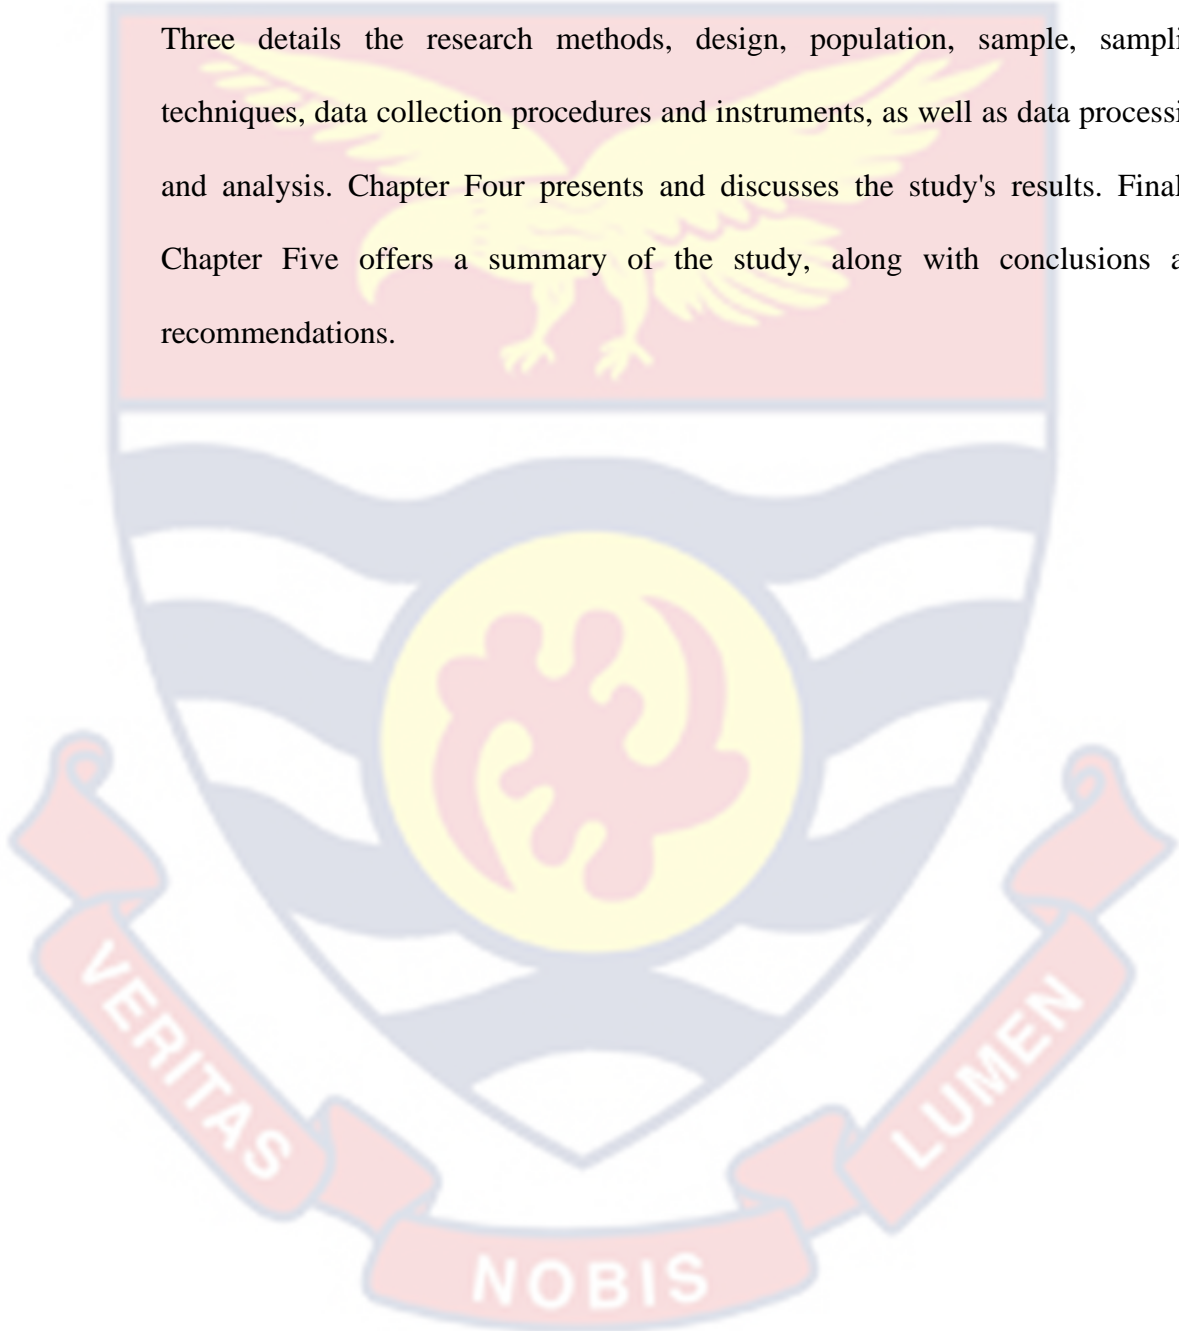 Three details the research methods, design, population, sample, sampli
techniques, data collection procedures and instruments, as well as data processi
and analysis. Chapter Four presents and discusses the study's results. Final
Chapter Five offers a summary of the study, along with conclusions a
recommendations.
VERITAS
NOBIS
LUMEN